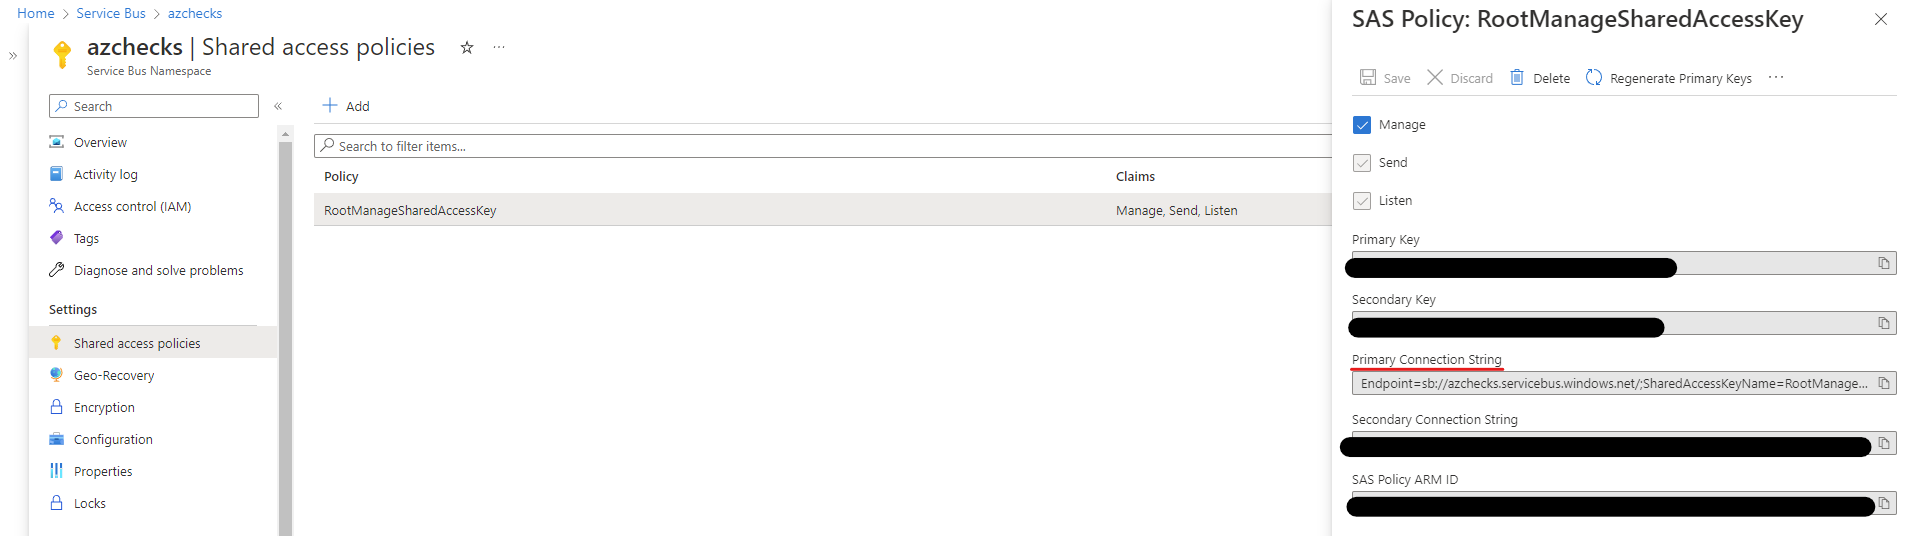 Home > Service Bus > azchecks
azchecks | Shared access policies
Service Bus Namespace
Search
Overview
Activity log
Access control (IAM)
Tags
Diagnose and solve problems
Settings
Shared access policies
Geo-Recovery
Encryption
Configuration
Properties
Locks
Add
Search to filter items...
Policy Claims
RootManageSharedAccessKey Manage, Send, Listen
SAS Policy: RootManageSharedAccessKey
Save Discard Delete Regenerate Primary Keys ...
Manage
Send
Listen
Primary Key
Secondary Key
Primary Connection String
Endpoint=sb://azchecks.servicebus.windows.net/;SharedAccessKeyName=RootManage...
Secondary Connection String
SAS Policy ARM ID